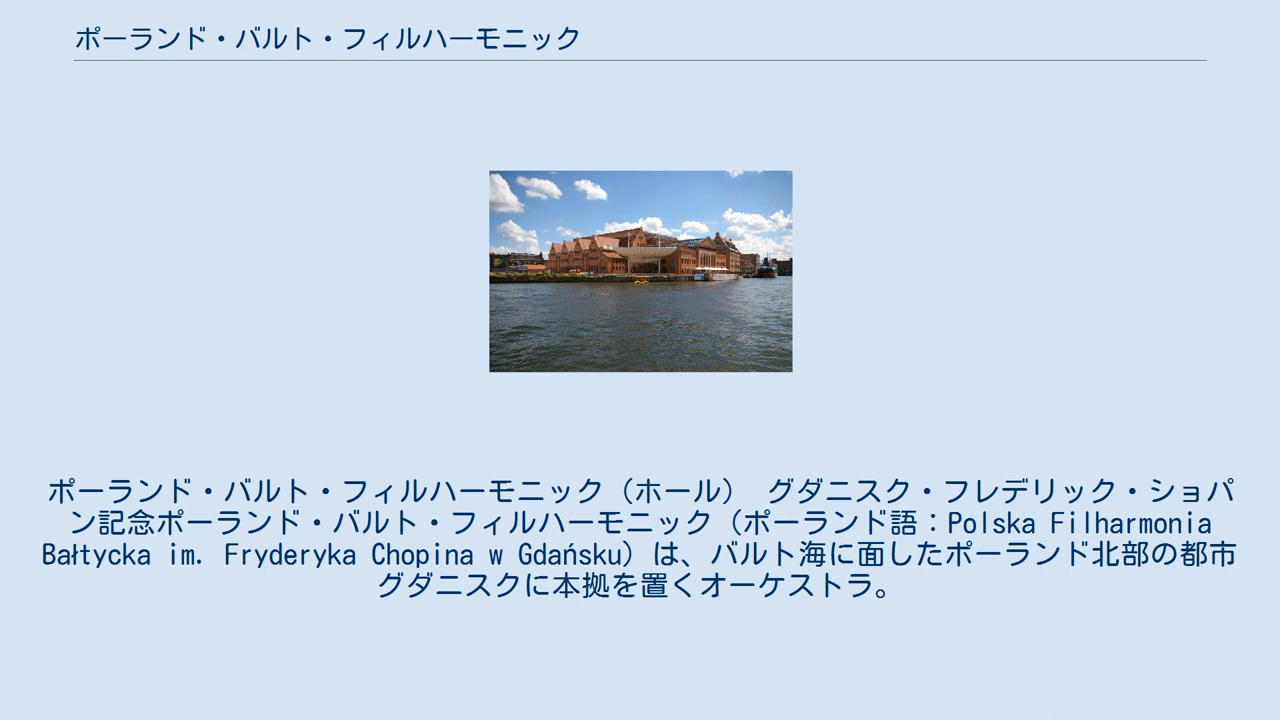 ポーランド・バルト・フィルハーモニック
ポーランド・バルト・フィルハーモニック（ホール）　グダニスク・フレデリック・ショパ
ン記念ポーランド・バルト・フィルハーモニック（ポーランド語：Polska Filharmonia
Bałtycka im. Fryderyka Chopina w Gdańsku）は、バルト海に面したポーランド北部の都市
グダニスクに本拠を置くオーケストラ。